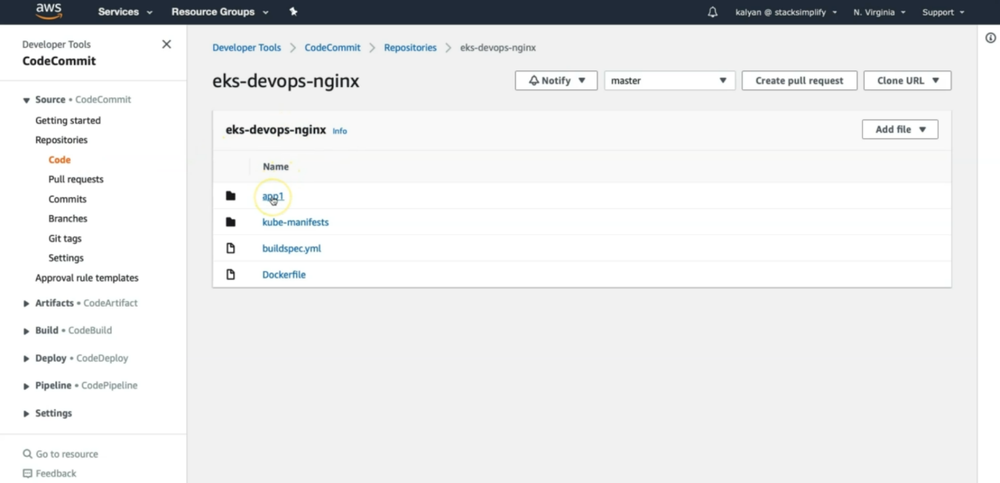 aws Services Resource Groups kalyan @ stacksimplify N. Virginia Support
Developer Tools
CodeCommit
Source • CodeCommit
Getting started
Repositories
Code
Pull requests
Commits
Branches
Git tags
Settings
Approval rule templates
Artifacts • CodeArtifact
Build • CodeBuild
Deploy • CodeDeploy
Pipeline • CodePipeline
Settings
Go to resource
Feedback
Developer Tools > CodeCommit > Repositories > eks-devops-nginx
eks-devops-nginx Notify master Create pull request Clone URL
eks-devops-nginx Info Add file
Name
app1
kube-manifests
buildspec.yml
Dockerfile